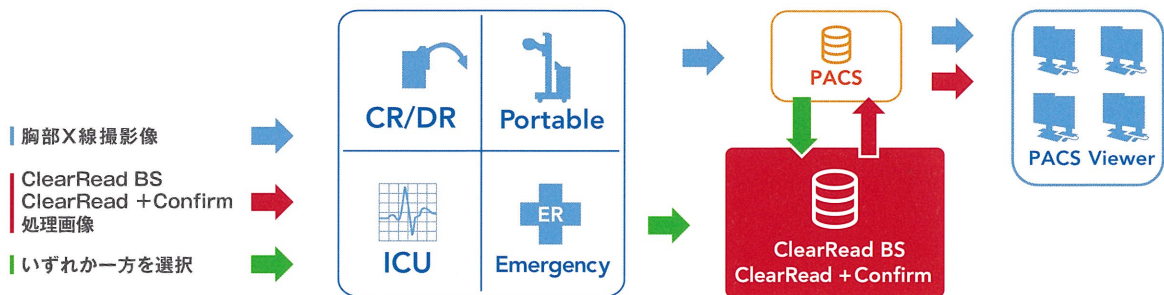 胸部X線撮影像
ClearRead BS
ClearRead +Confirm
処理画像
いずれか一方を選択
CR/DR
Portable
ICU
ER
Emergency
PACS
ClearRead BS
ClearRead +Confirm
PACS Viewer